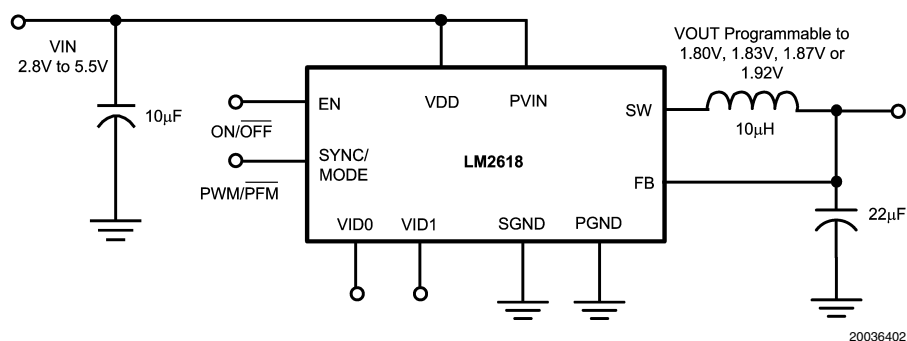 VIN
2.8V to 5.5V
10μF
EN
ON/OFF
SYNC/
MODE
PWM/PFM
VDD
PVIN
LM2618
SW
FB
VID0
VID1
SGND
PGND
VOUT Programmable to
1.80V, 1.83V, 1.87V or
1.92V
10μH
22μF
20036402